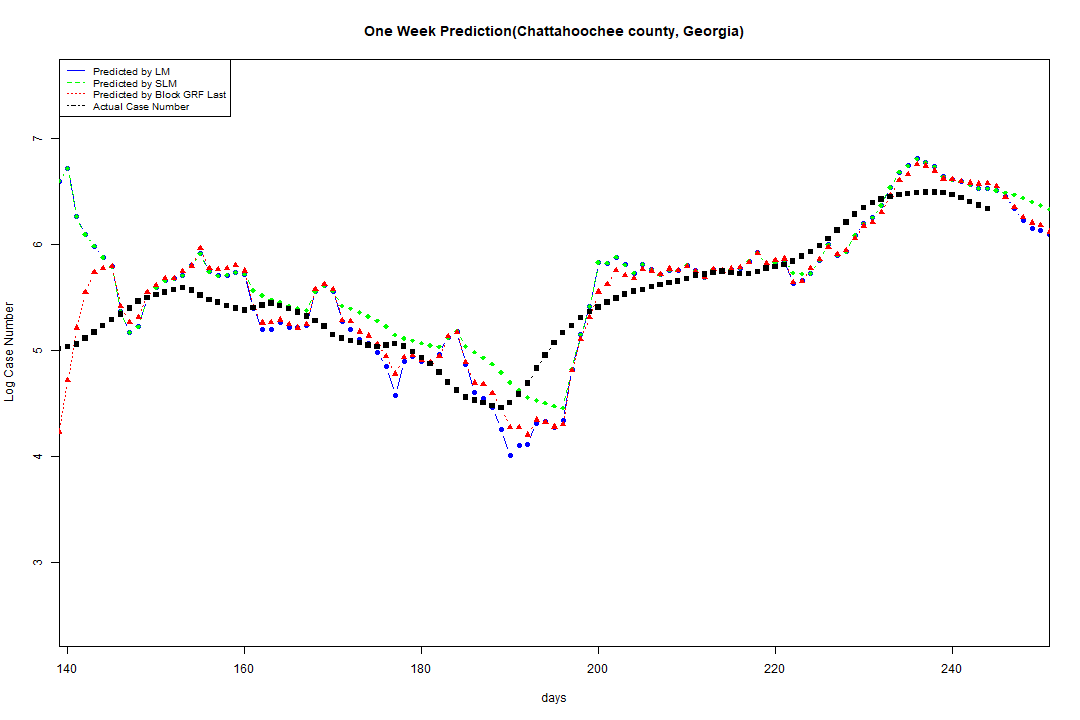 One Week Prediction(Chattahoochee county, Georgia)
Predicted by LM
Predicted by SLM
Predicted by Block GRF Last
Actual Case Number
7
6
5
4
3
Log Case Number
140 160 180 200 220 240
days